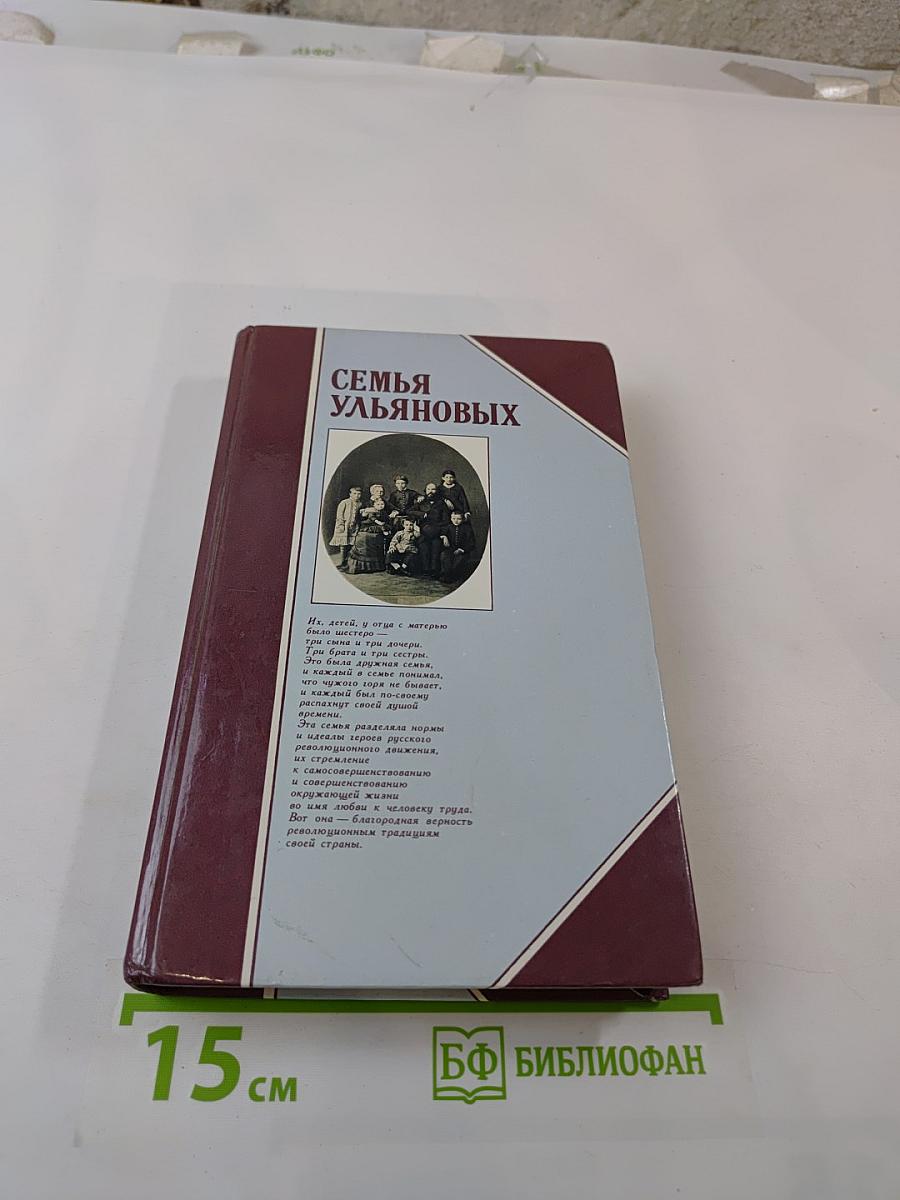 СЕМЬЯ
УЛЬЯНОВЫХ
Их, детей, у отца с матерью
было шестеро —
три сына и три дочери.
Три брата и три сестры.
Это была дружная семья,
и каждый в семье понимал,
что чужого горя не бывает,
и каждый был по-своему
распахнут своей душой
времени.
Эта семья разделяла нормы
и идеалы героев русского
революционного движения,
их стремление
к самосовершенствованию
и совершенствованию
окружающей жизни
во имя любви к человеку труда.
Вот она — благородная верность
революционным традициям
своей страны.
15 см
БФ БИБЛИОФАН